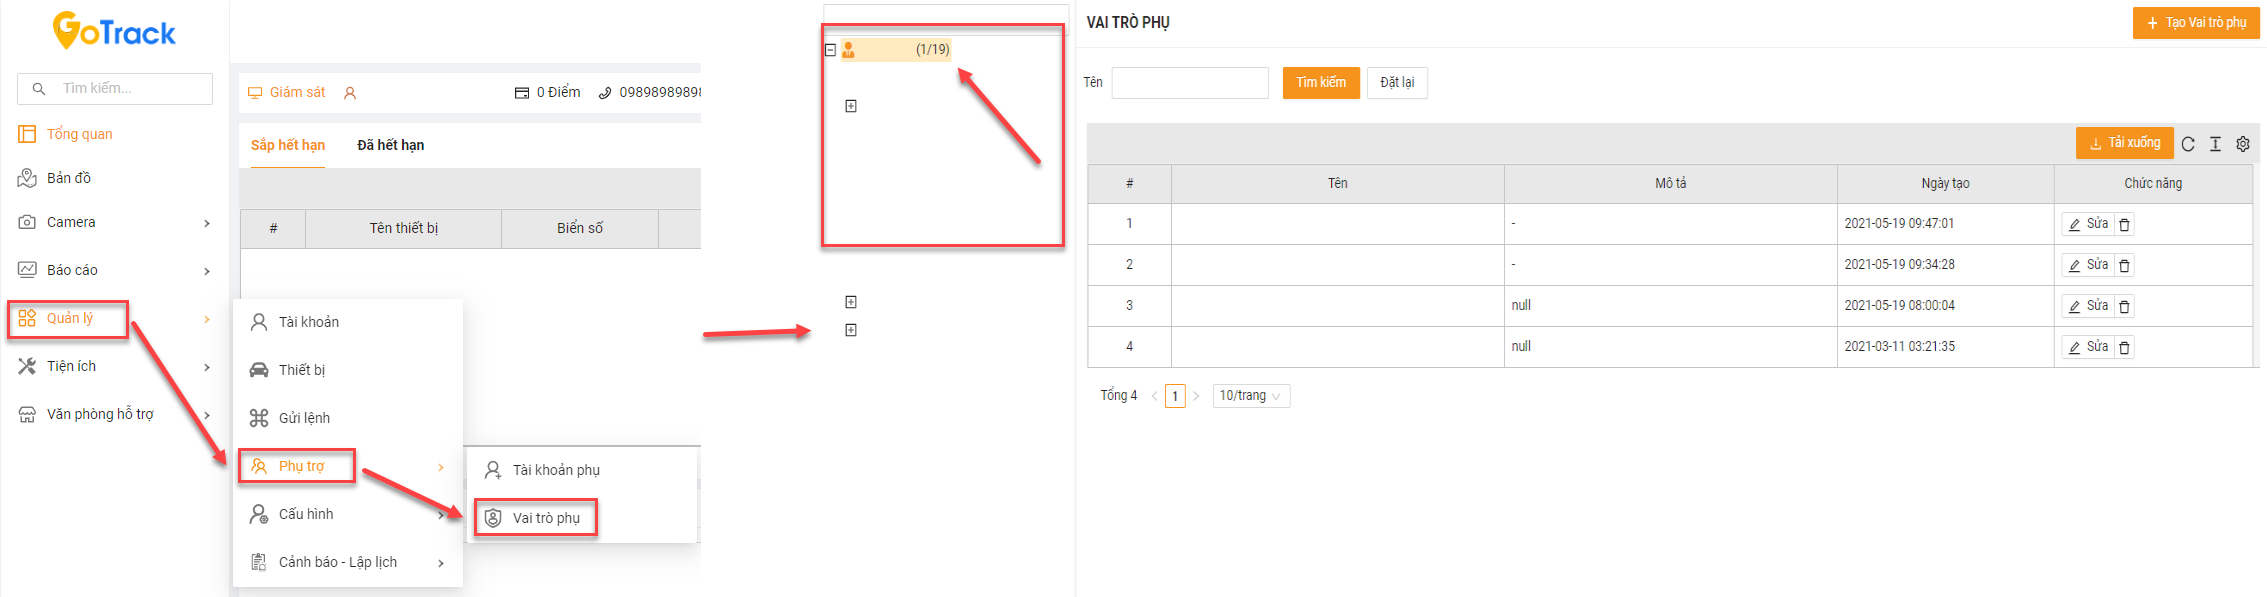 GoTrack
Tìm kiếm...
Tổng quan
Bản đồ
Camera
Báo cáo
Quản lý
Tiện ích
Văn phòng hỗ trợ
Giám sát
0 Điểm
09898989898
Sắp hết hạn
Đã hết hạn
# Tên thiết bị Biển số
Tài khoản
Thiết bị
Gửi lệnh
Phụ trợ
Cấu hình
Cảnh báo - Lập lịch
Tài khoản phụ
Vai trò phụ
(1/19)
VAI TRÒ PHỤ
Tạo Vai trò phụ
Tên
Tìm kiếm
Đặt lại
Tải xuống
# Tên Mô tả Ngày tạo Chức năng
1 - 2021-05-19 09:47:01 Sửa
2 - 2021-05-19 09:34:28 Sửa
3 null 2021-05-19 08:00:04 Sửa
4 null 2021-03-11 03:21:35 Sửa
Tổng 4 < 1 > 10/trang